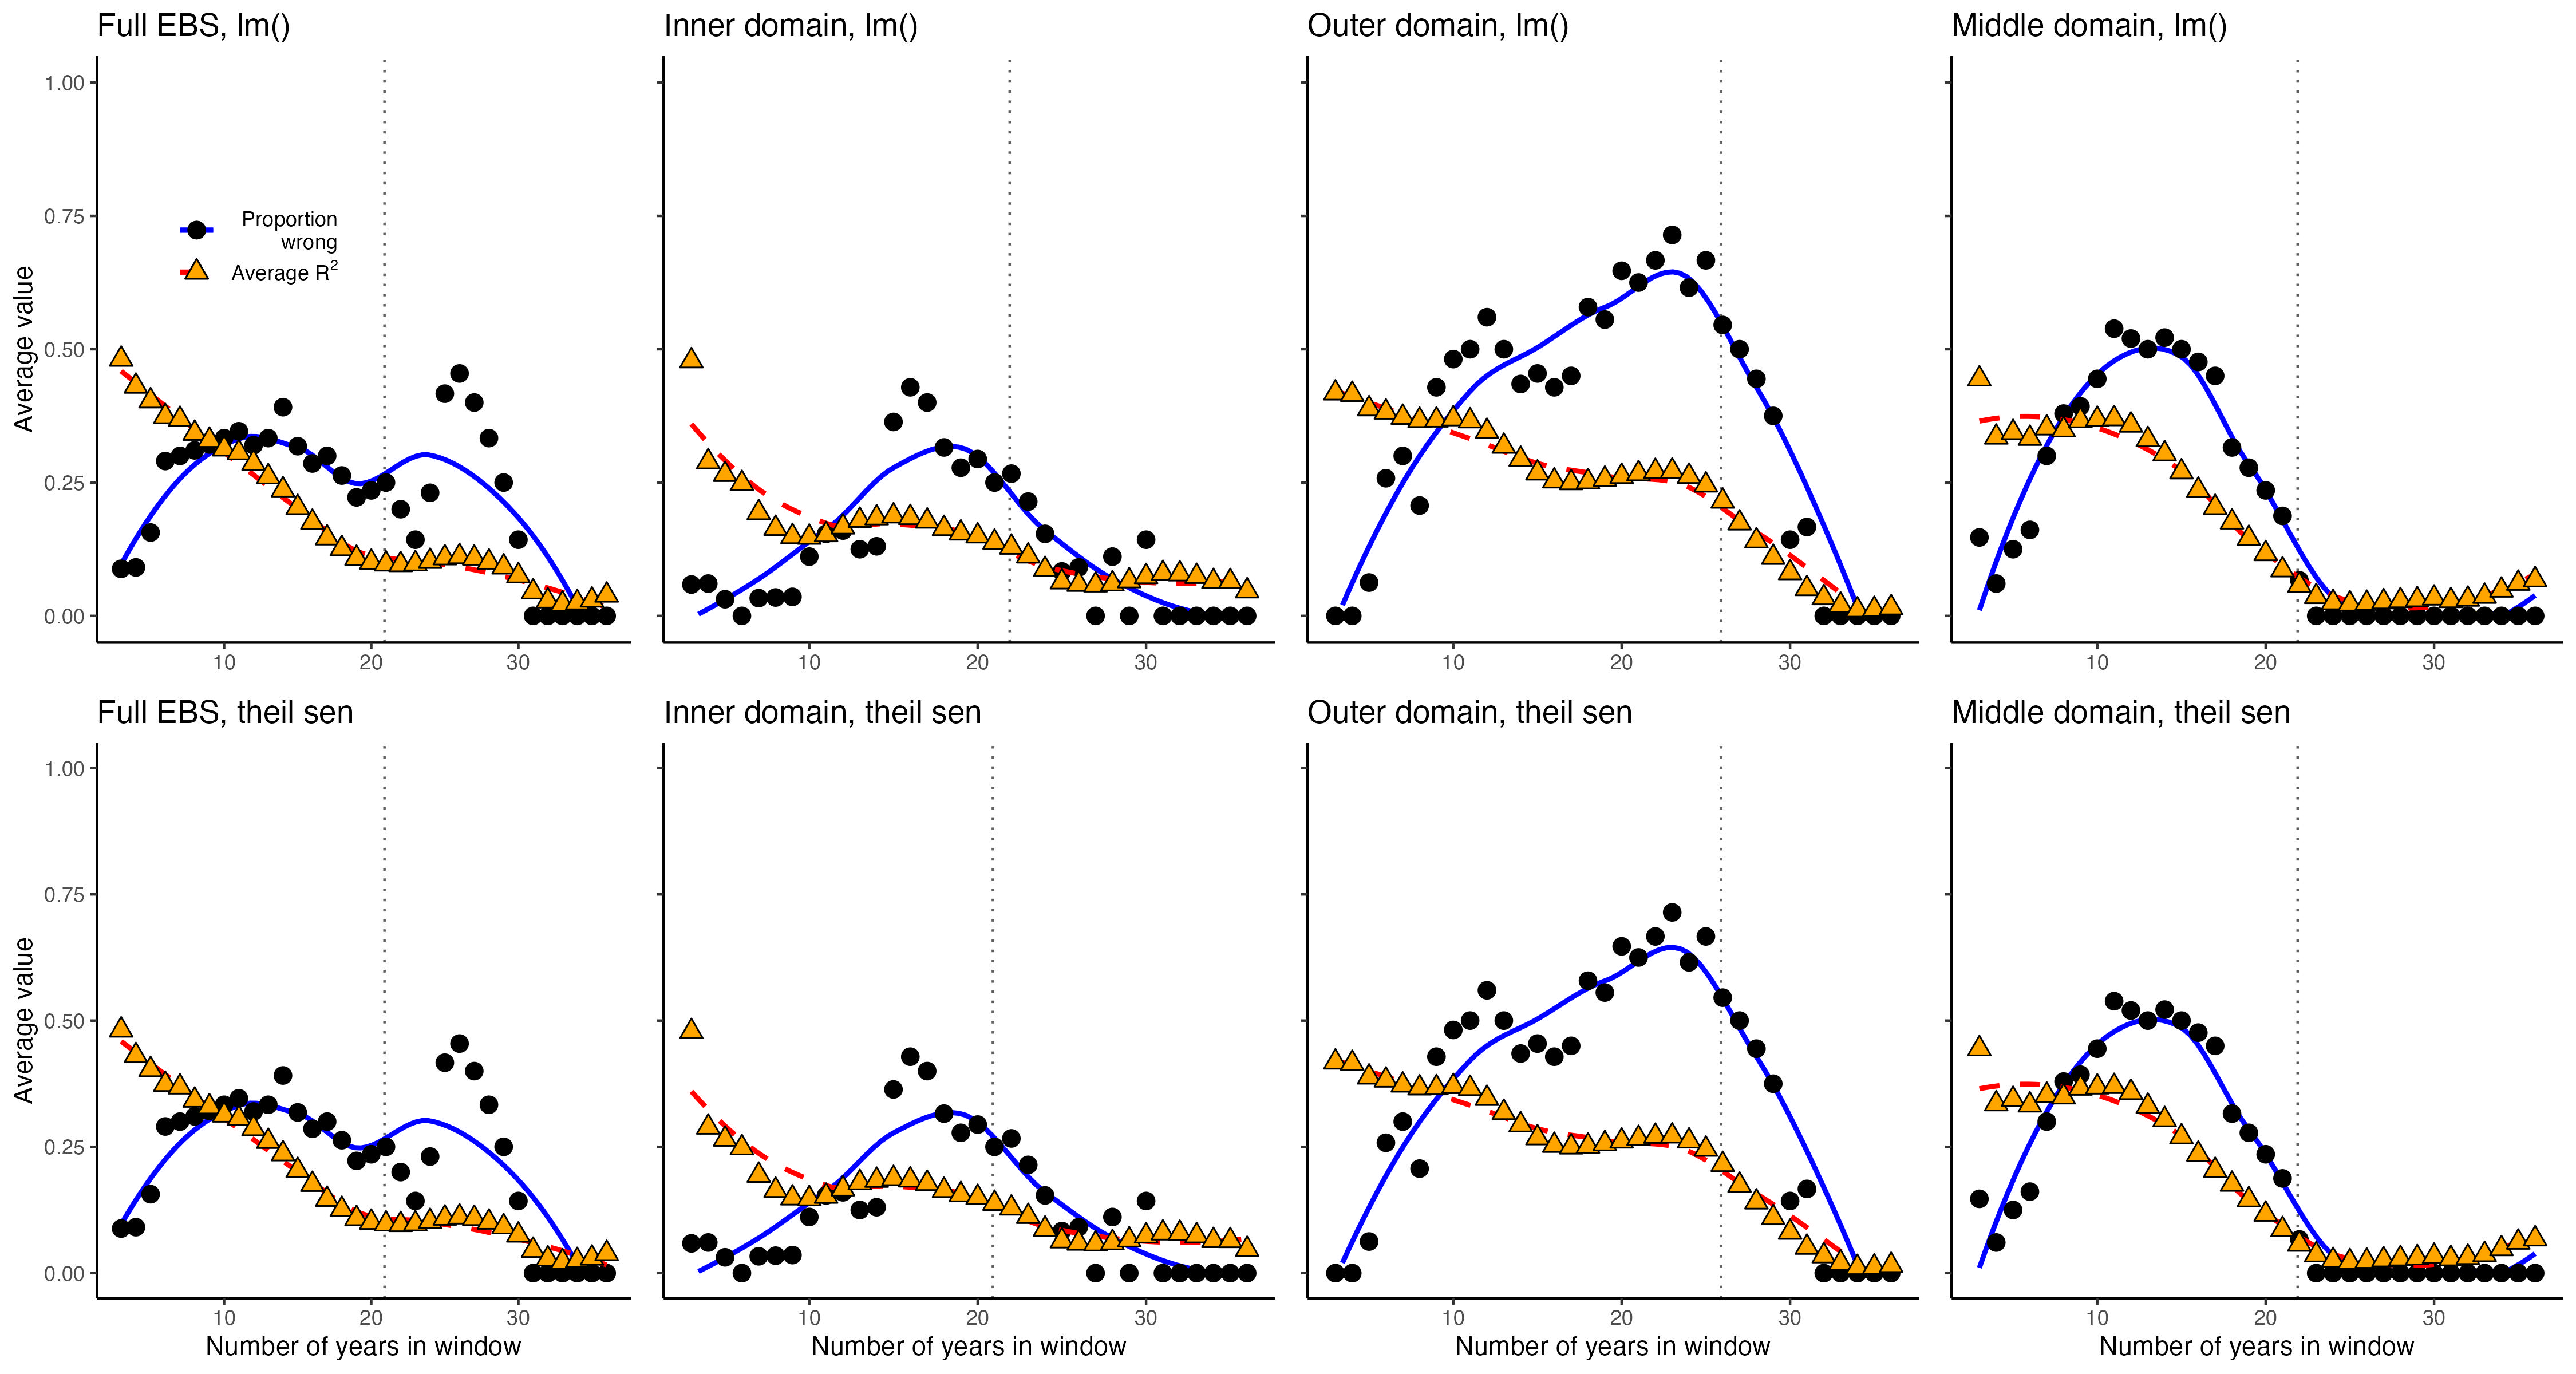 Full EBS, lm()
Inner domain, lm()
Outer domain, lm()
Middle domain, lm()
Average value
1.00
0.75
0.50
0.25
0.00
Proportion
wrong
Average R²
10 20 30
10 20 30
10 20 30
10 20 30
Full EBS, theil sen
Inner domain, theil sen
Outer domain, theil sen
Middle domain, theil sen
Average value
1.00
0.75
0.50
0.25
0.00
10 20 30
10 20 30
10 20 30
10 20 30
Number of years in window
Number of years in window
Number of years in window
Number of years in window